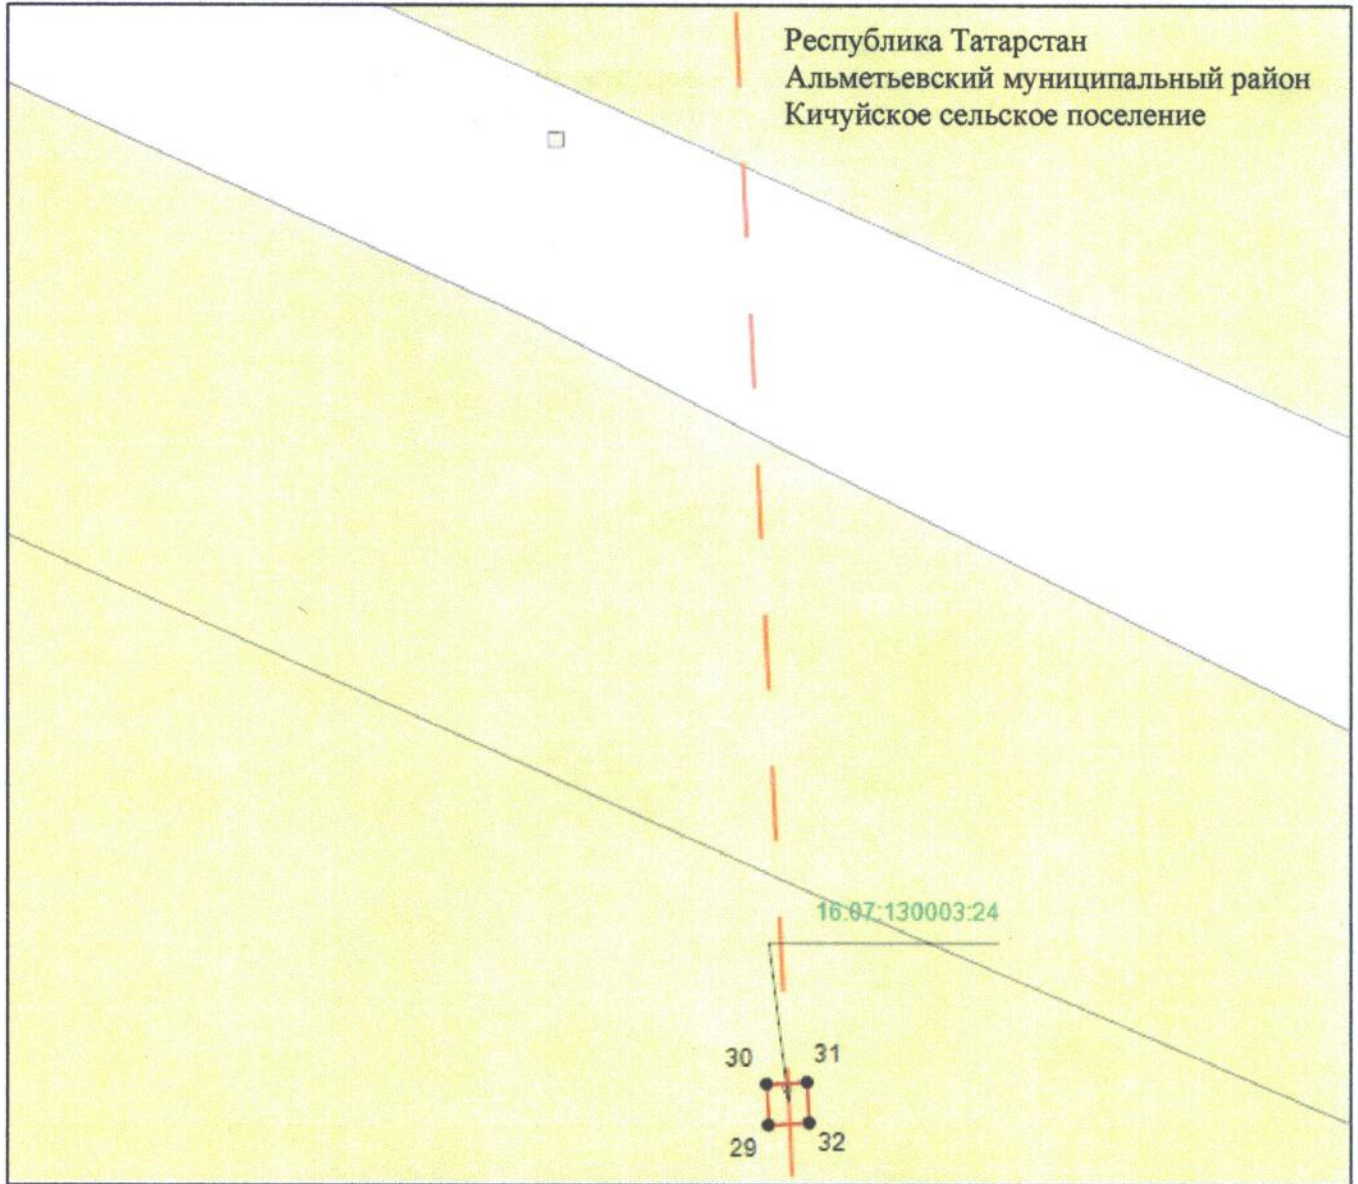 Республика Татарстан
Альметьевский муниципальный район
Кичуйское сельское поселение
16:07:130003:24
30
31
29
32